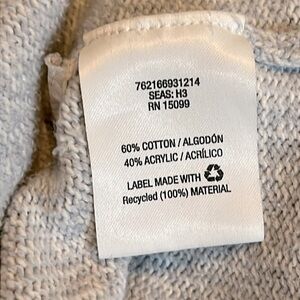 762166931214
SEAS: H3
RN 15099
60% COTTON / ALGODÓN
40% ACRYLIC / ACRÍLICO
LABEL MADE WITH
Recycled (100%) MATERIAL